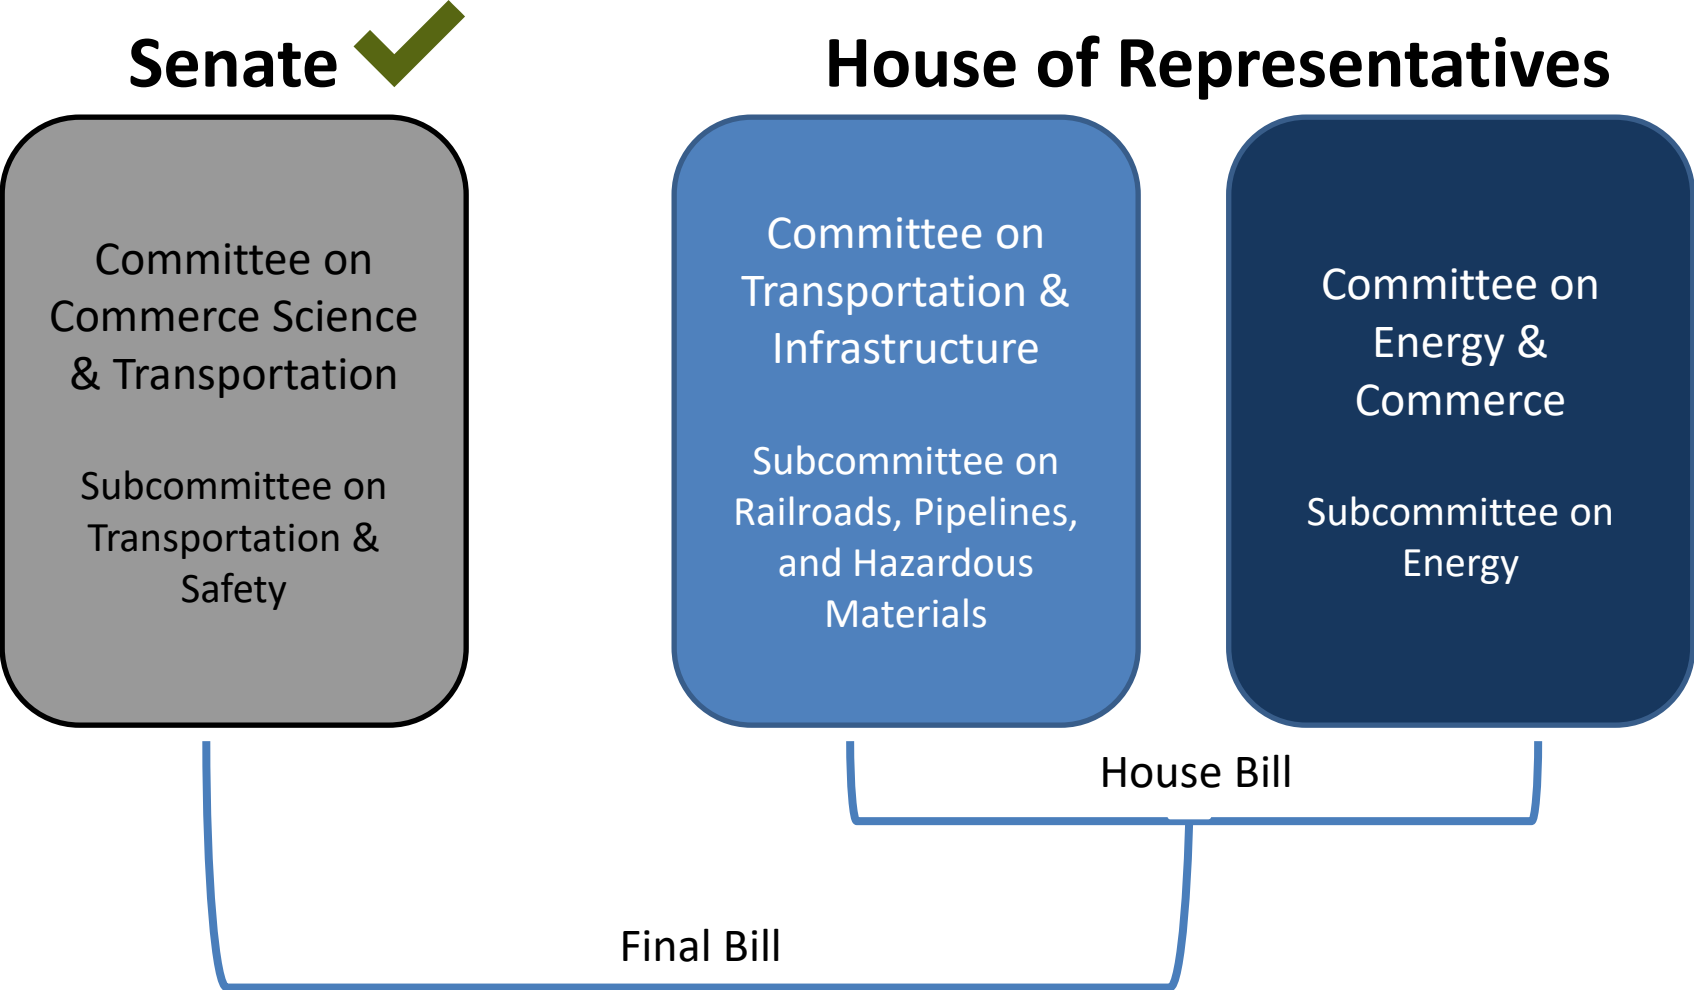 Senate
House of Representatives
Committee on
Commerce Science
& Transportation
Subcommittee on
Transportation &
Safety
Committee on
Transportation &
Infrastructure
Subcommittee on
Railroads, Pipelines,
and Hazardous
Materials
Committee on
Energy &
Commerce
Subcommittee on
Energy
House Bill
Final Bill